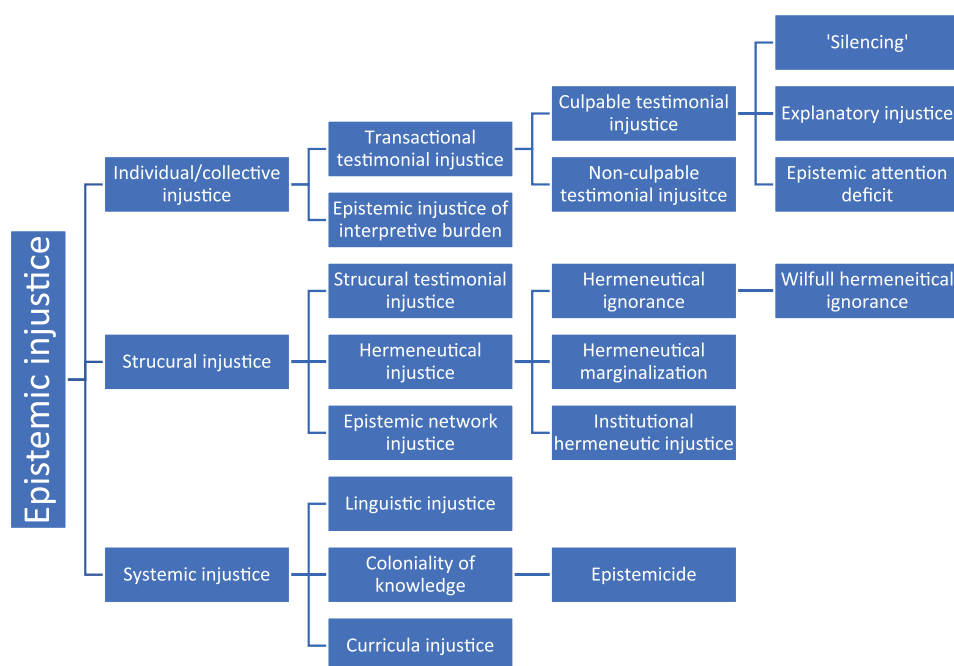 Epistemic injustice
Individual/collective
injustice
Transactional
testimonial injustice
Culpable testimonial
injustice
'Silencing'
Explanatory injustice
Epistemic attention
deficit
Non-culpable
testimonial injusitce
Epistemic injustice of
interpretive burden
Strucural injustice
Strucural testimonial
injustice
Hermeneutical
injustice
Hermeneutical
ignorance
Wilfull hermeneitical
ignorance
Hermeneutical
marginalization
Institutional
hermeneutic injustice
Epistemic network
injustice
Systemic injustice
Linguistic injustice
Coloniality of
knowledge
Epistemicide
Curricula injustice